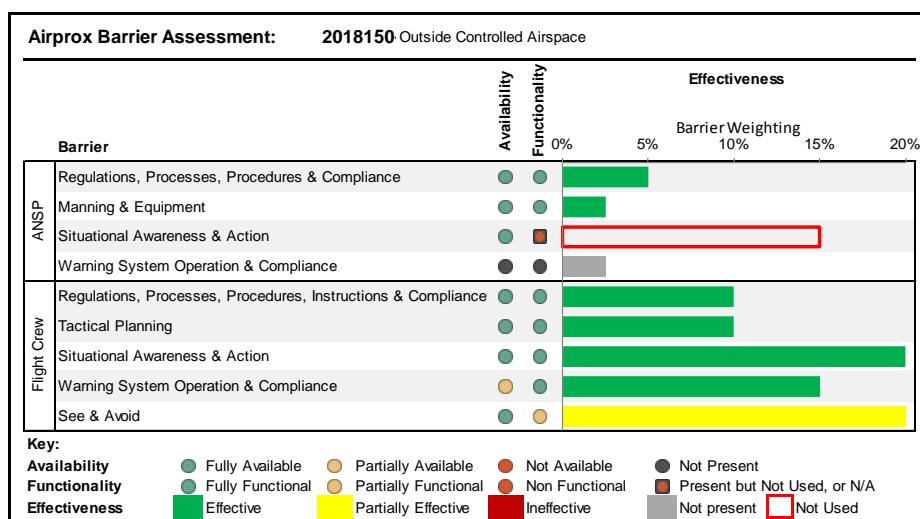 Airprox Barrier Assessment: 2018150 Outside Controlled Airspace
Availability
Functionality
Effectiveness
Barrier Weighting
Barrier
0% 5% 10% 15% 20%
ANSP
Regulations, Processes, Procedures & Compliance
Manning & Equipment
Situational Awareness & Action
Warning System Operation & Compliance
Flight Crew
Regulations, Processes, Procedures, Instructions & Compliance
Tactical Planning
Situational Awareness & Action
Warning System Operation & Compliance
See & Avoid
Key:
Availability Fully Available Partially Available Not Available Not Present
Functionality Fully Functional Partially Functional Non Functional Present but Not Used, or N/A
Effectiveness Effective Partially Effective Ineffective Not present Not Used